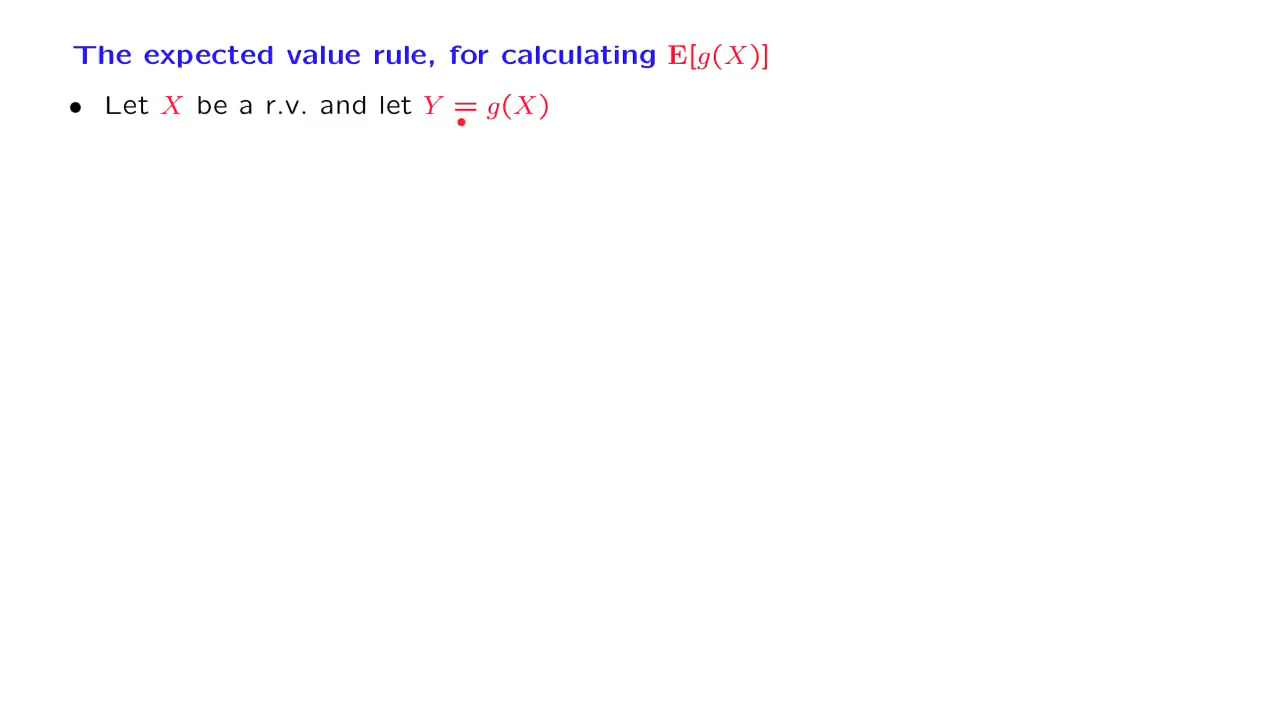 The expected value rule, for calculating E[g(X)]
• Let X be a r.v. and let Y = g(X)